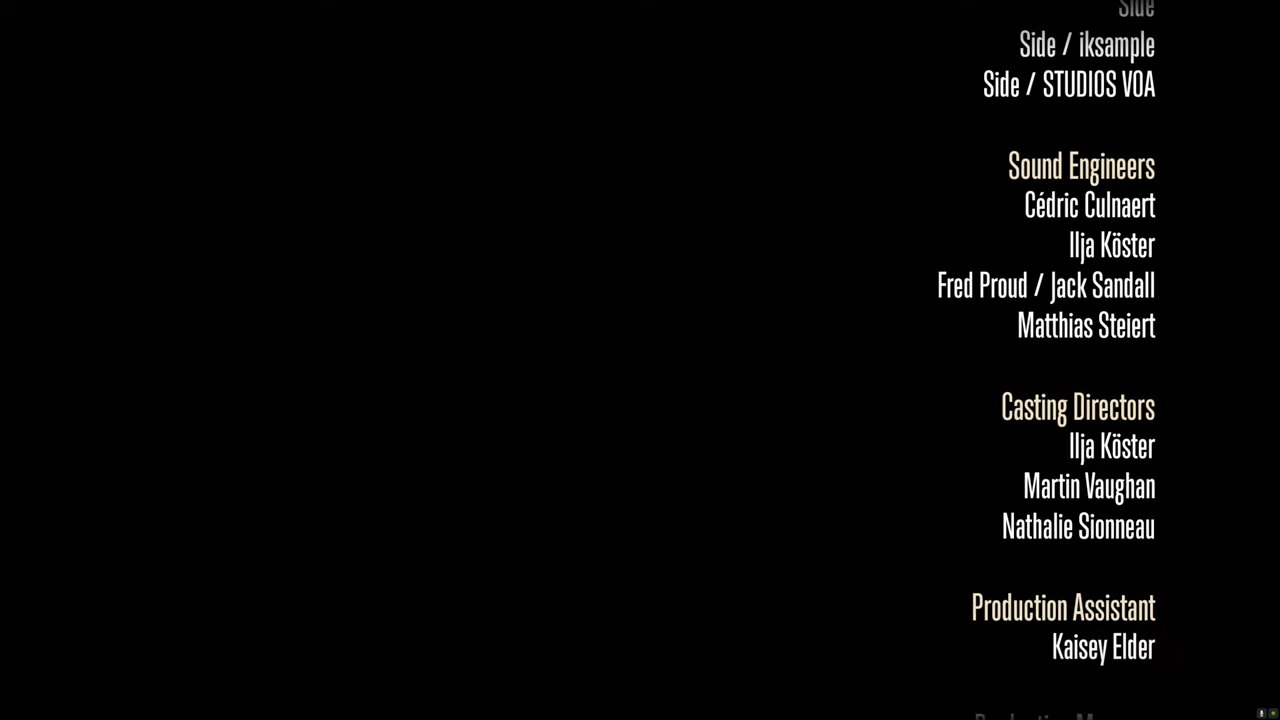 Side
Side / iksample
Side / STUDIOS VOA
Sound Engineers
Cédric Culnaert
Ilja Köster
Fred Proud / Jack Sandall
Matthias Steiert
Casting Directors
Ilja Köster
Martin Vaughan
Nathalie Sionneau
Production Assistant
Kaisey Elder